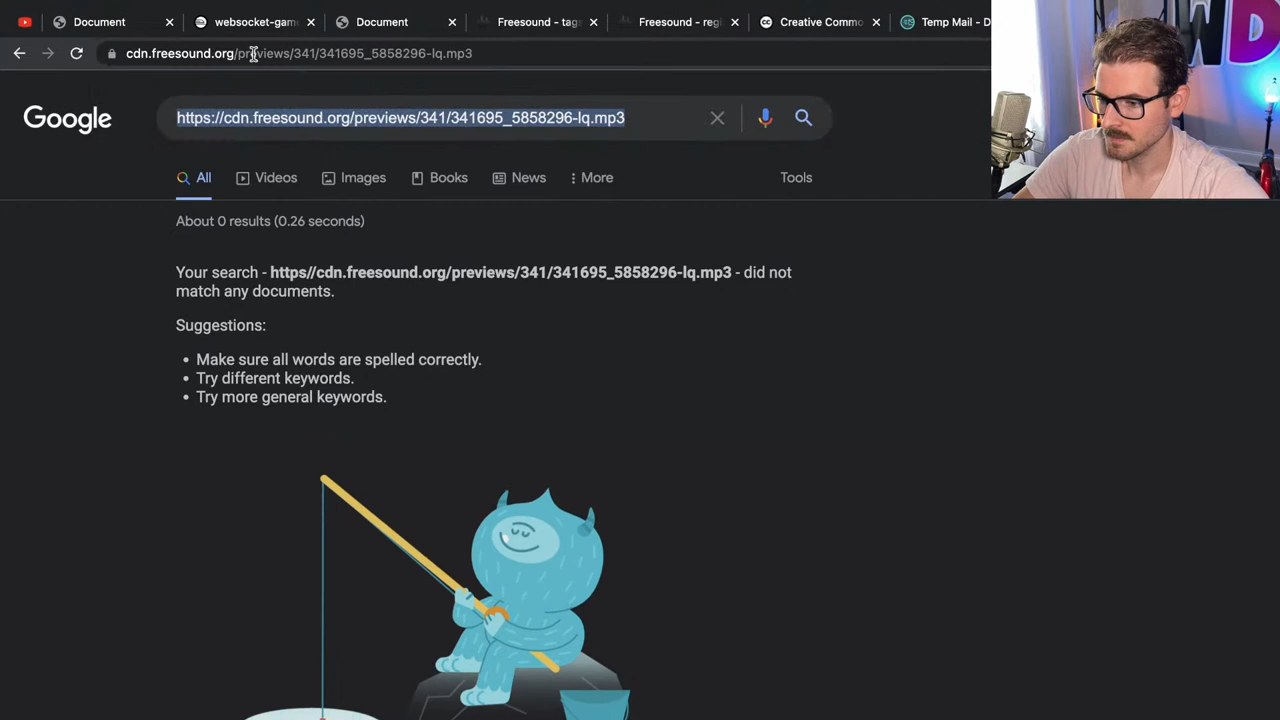 Document
websocket-gam
Document
Freesound - tag
Freesound - regi
Creative Commo
Temp Mail - D
cdn.freesound.org/previews/341/341695_5858296-lq.mp3
Google
https://cdn.freesound.org/previews/341/341695_5858296-lq.mp3
All
Videos
Images
Books
News
More
Tools
About 0 results (0.26 seconds)
Your search - https//cdn.freesound.org/previews/341/341695_5858296-lq.mp3 - did not
match any documents.
Suggestions:
Make sure all words are spelled correctly.
Try different keywords.
Try more general keywords.